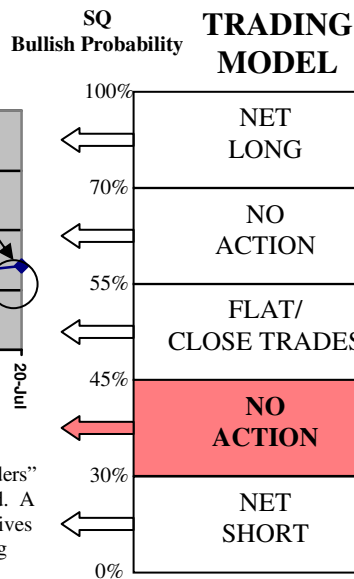 SQ
Bullish Probability
TRADING
MODEL
100%
NET
LONG
70%
NO
ACTION
55%
FLAT/
CLOSE TRADES
45%
NO
ACTION
30%
NET
SHORT
0%
20-Jul
ders”
d. A
ives
g